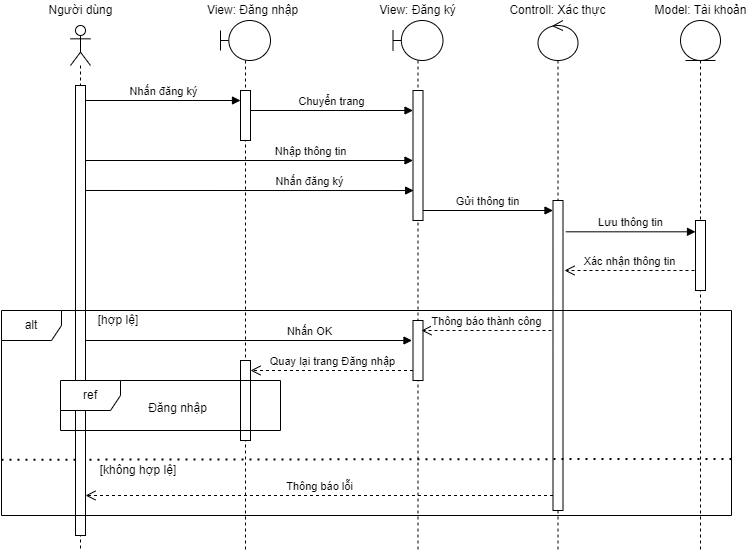 Người dùng
View: Đăng nhập
View: Đăng ký
Controll: Xác thực
Model: Tài khoản
Nhấn đăng ký
Chuyển trang
Nhập thông tin
Nhấn đăng ký
Gửi thông tin
Lưu thông tin
Xác nhận thông tin
alt
[hợp lệ]
Thông báo thành công
Nhấn OK
Quay lại trang Đăng nhập
ref
Đăng nhập
[không hợp lệ]
Thông báo lỗi